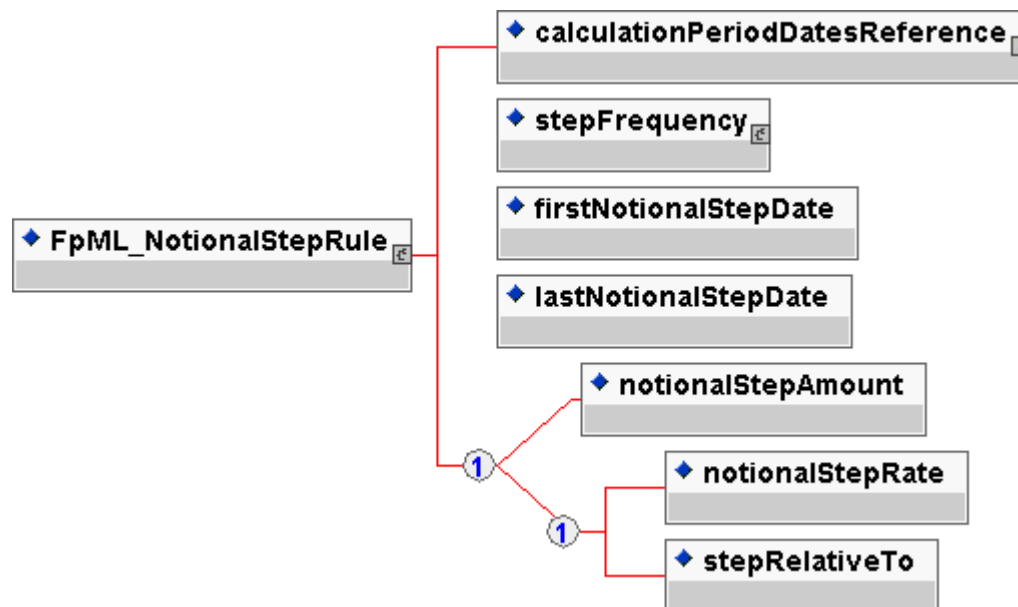 calculationPeriodDatesReference
stepFrequency
firstNotionalStepDate
FpML_NotionalStepRule
lastNotionalStepDate
notionalStepAmount
1
notionalStepRate
1
stepRelativeTo